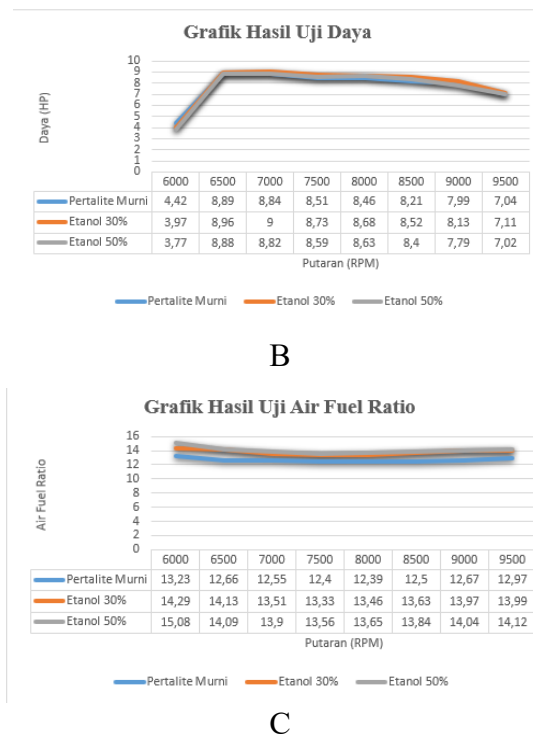 Grafik Hasil Uji Daya
10
9
8
7
6
5
4
3
2
1
0
Daya (HP)
6000 6500 7000 7500 8000 8500 9000 9500
Pertalite Murni 4,42 8,89 8,84 8,51 8,46 8,21 7,99 7,04
Etanol 30% 3,97 8,96 9 8,73 8,68 8,52 8,13 7,11
Etanol 50% 3,77 8,88 8,82 8,59 8,63 8,4 7,79 7,02
Putaran (RPM)
Pertalite Murni Etanol 30% Etanol 50%
B
Grafik Hasil Uji Air Fuel Ratio
16
14
12
10
8
6
4
2
0
Air Fuel Ratio
6000 6500 7000 7500 8000 8500 9000 9500
Pertalite Murni 13,23 12,66 12,55 12,4 12,39 12,5 12,67 12,97
Etanol 30% 14,29 14,13 13,51 13,33 13,46 13,63 13,97 13,99
Etanol 50% 15,08 14,09 13,9 13,56 13,65 13,84 14,04 14,12
Putaran (RPM)
Pertalite Murni Etanol 30% Etanol 50%
C